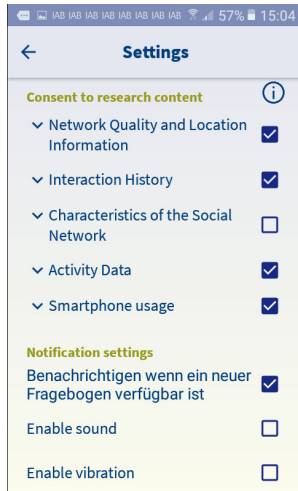 IAB IAB IAB IAB IAB IAB IAB IAB 57% 15:04
Settings
Consent to research content
Network Quality and Location
Information
Interaction History
Characteristics of the Social
Network
Activity Data
Smartphone usage
Notification settings
Benachrichtigen wenn ein neuer
Fragebogen verfügbar ist
Enable sound
Enable vibration